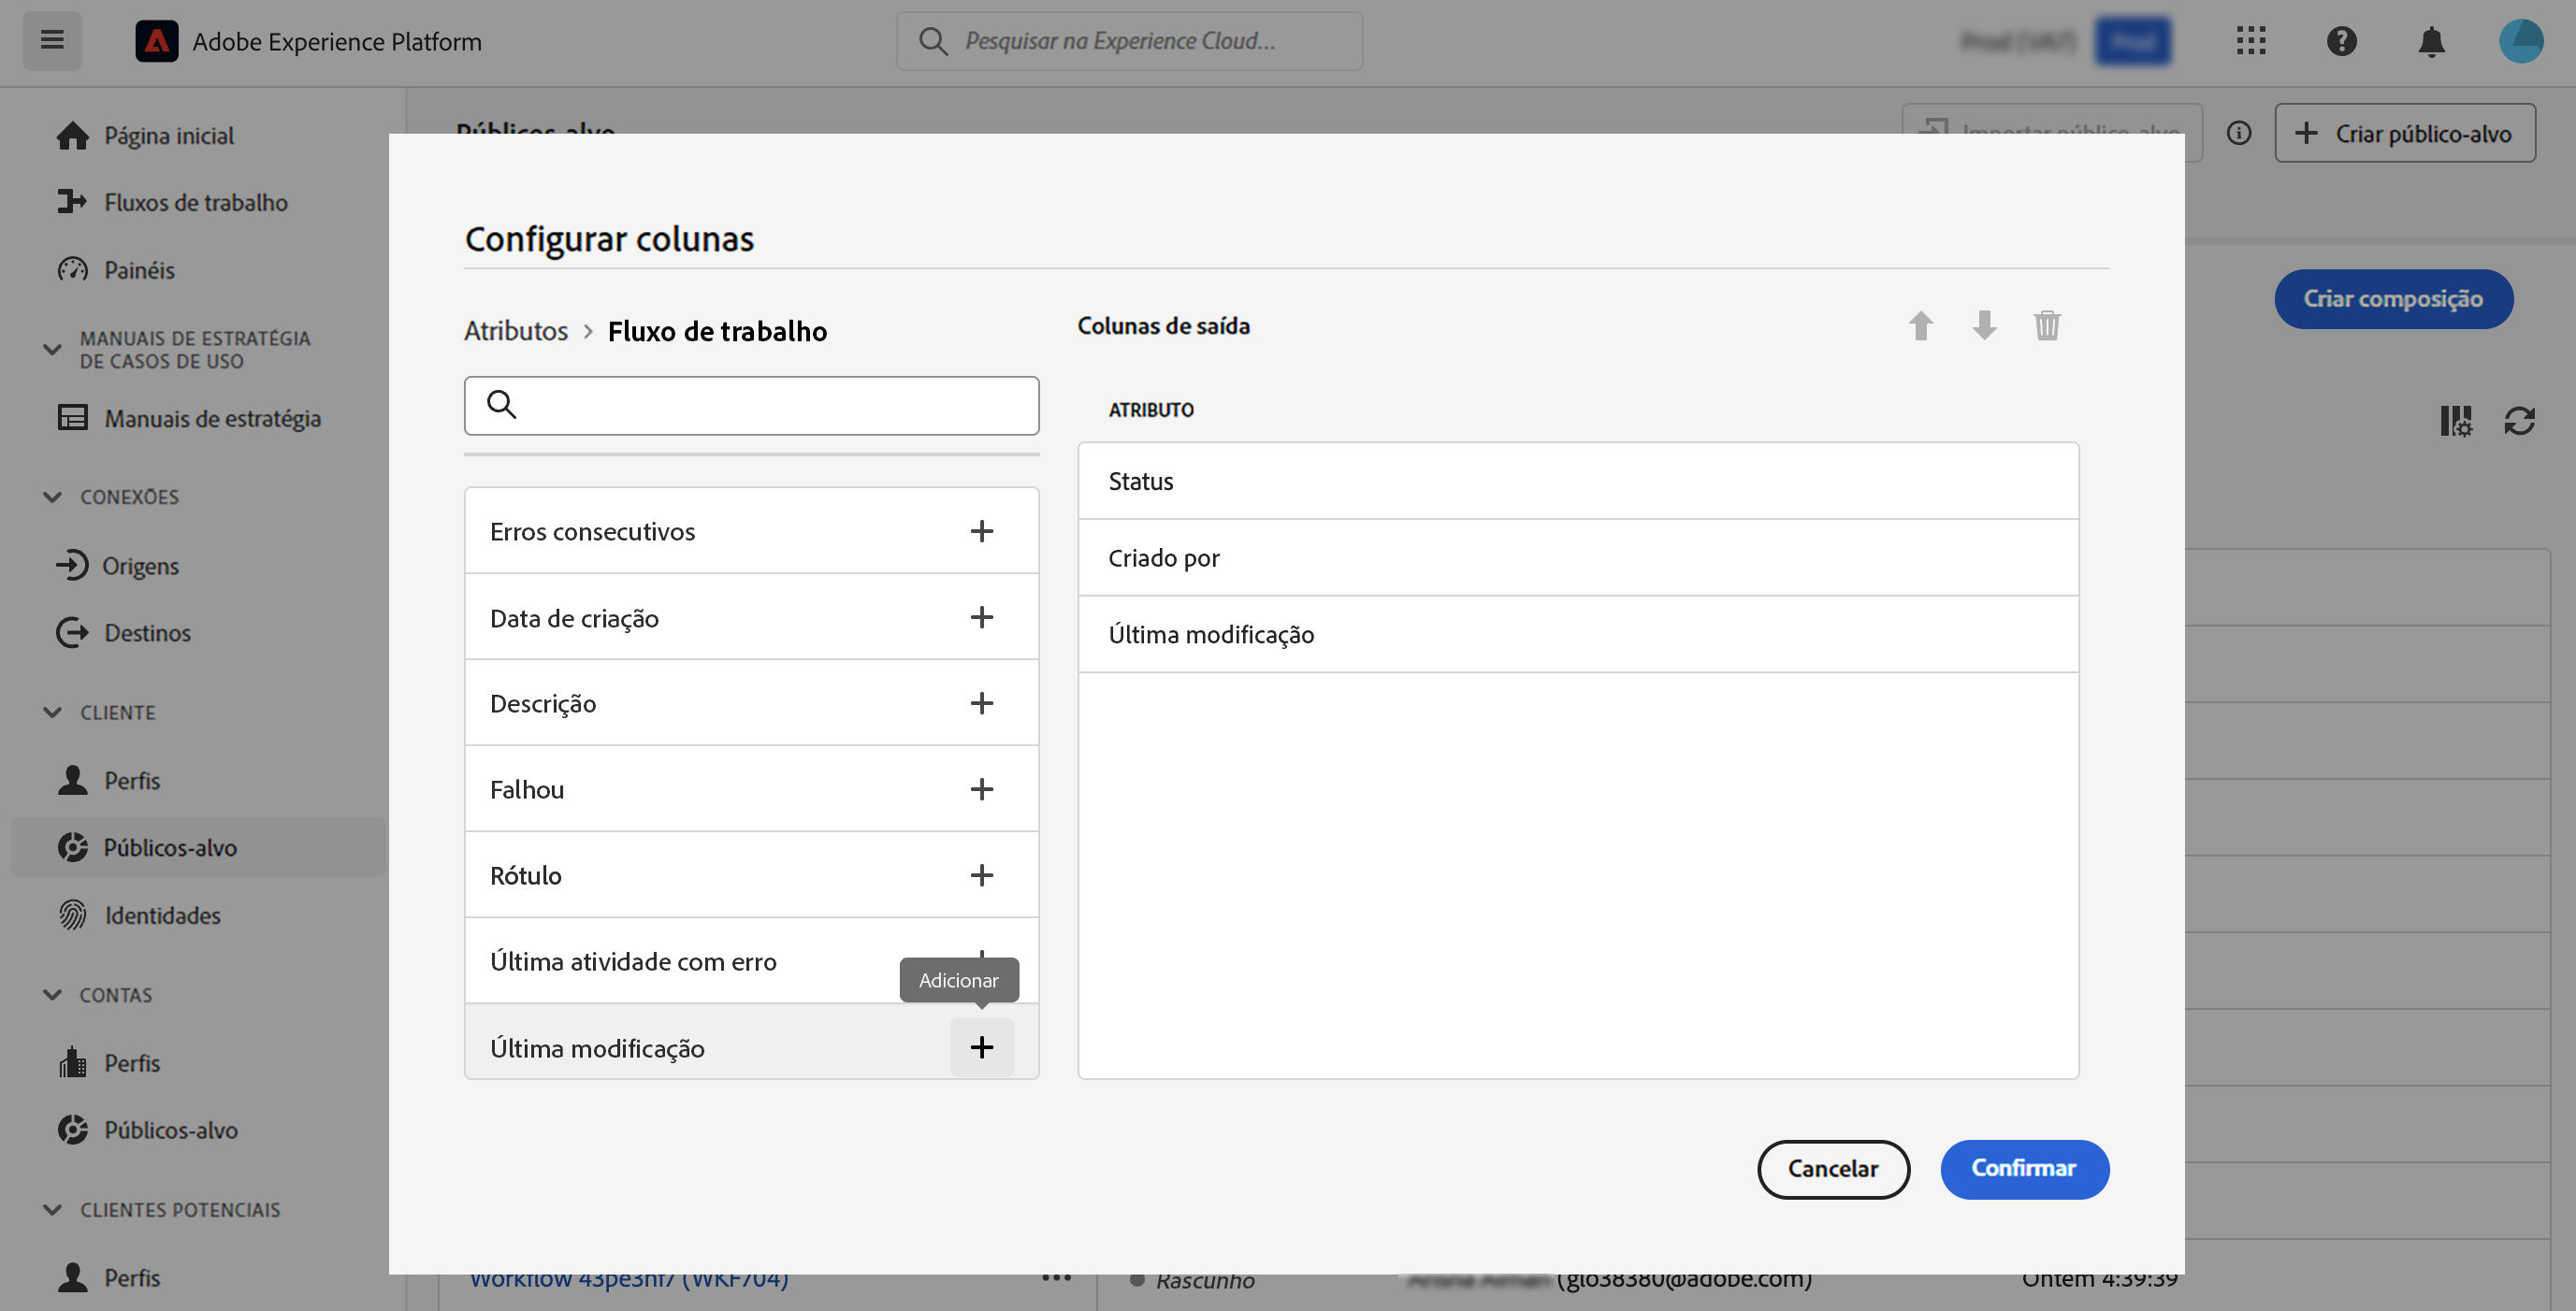 Adobe Experience Platform
Pesquisar na Experience Cloud...
Página inicial
Fluxos de trabalho
Painéis
MANUAIS DE ESTRATÉGIA
DE CASOS DE USO
Manuais de estratégia
CONEXÕES
Origens
Destinos
CLIENTE
Perfis
Públicos-alvo
Identidades
CONTAS
Perfis
Públicos-alvo
CLIENTES POTENCIAIS
Perfis
Públicos-alvo
Importar público-alvo
Criar público-alvo
Criar composição
Configurar colunas
Atributos > Fluxo de trabalho
Erros consecutivos
Data de criação
Descrição
Falhou
Rótulo
Última atividade com erro
Adicionar
Última modificação
Colunas de saída
ATRIBUTO
Status
Criado por
Última modificação
Cancelar
Confirmar
Workflow 43pe3nf7 (WKF704)
Rascunho
(glo38380@adobe.com)
Ontem 4:39:39